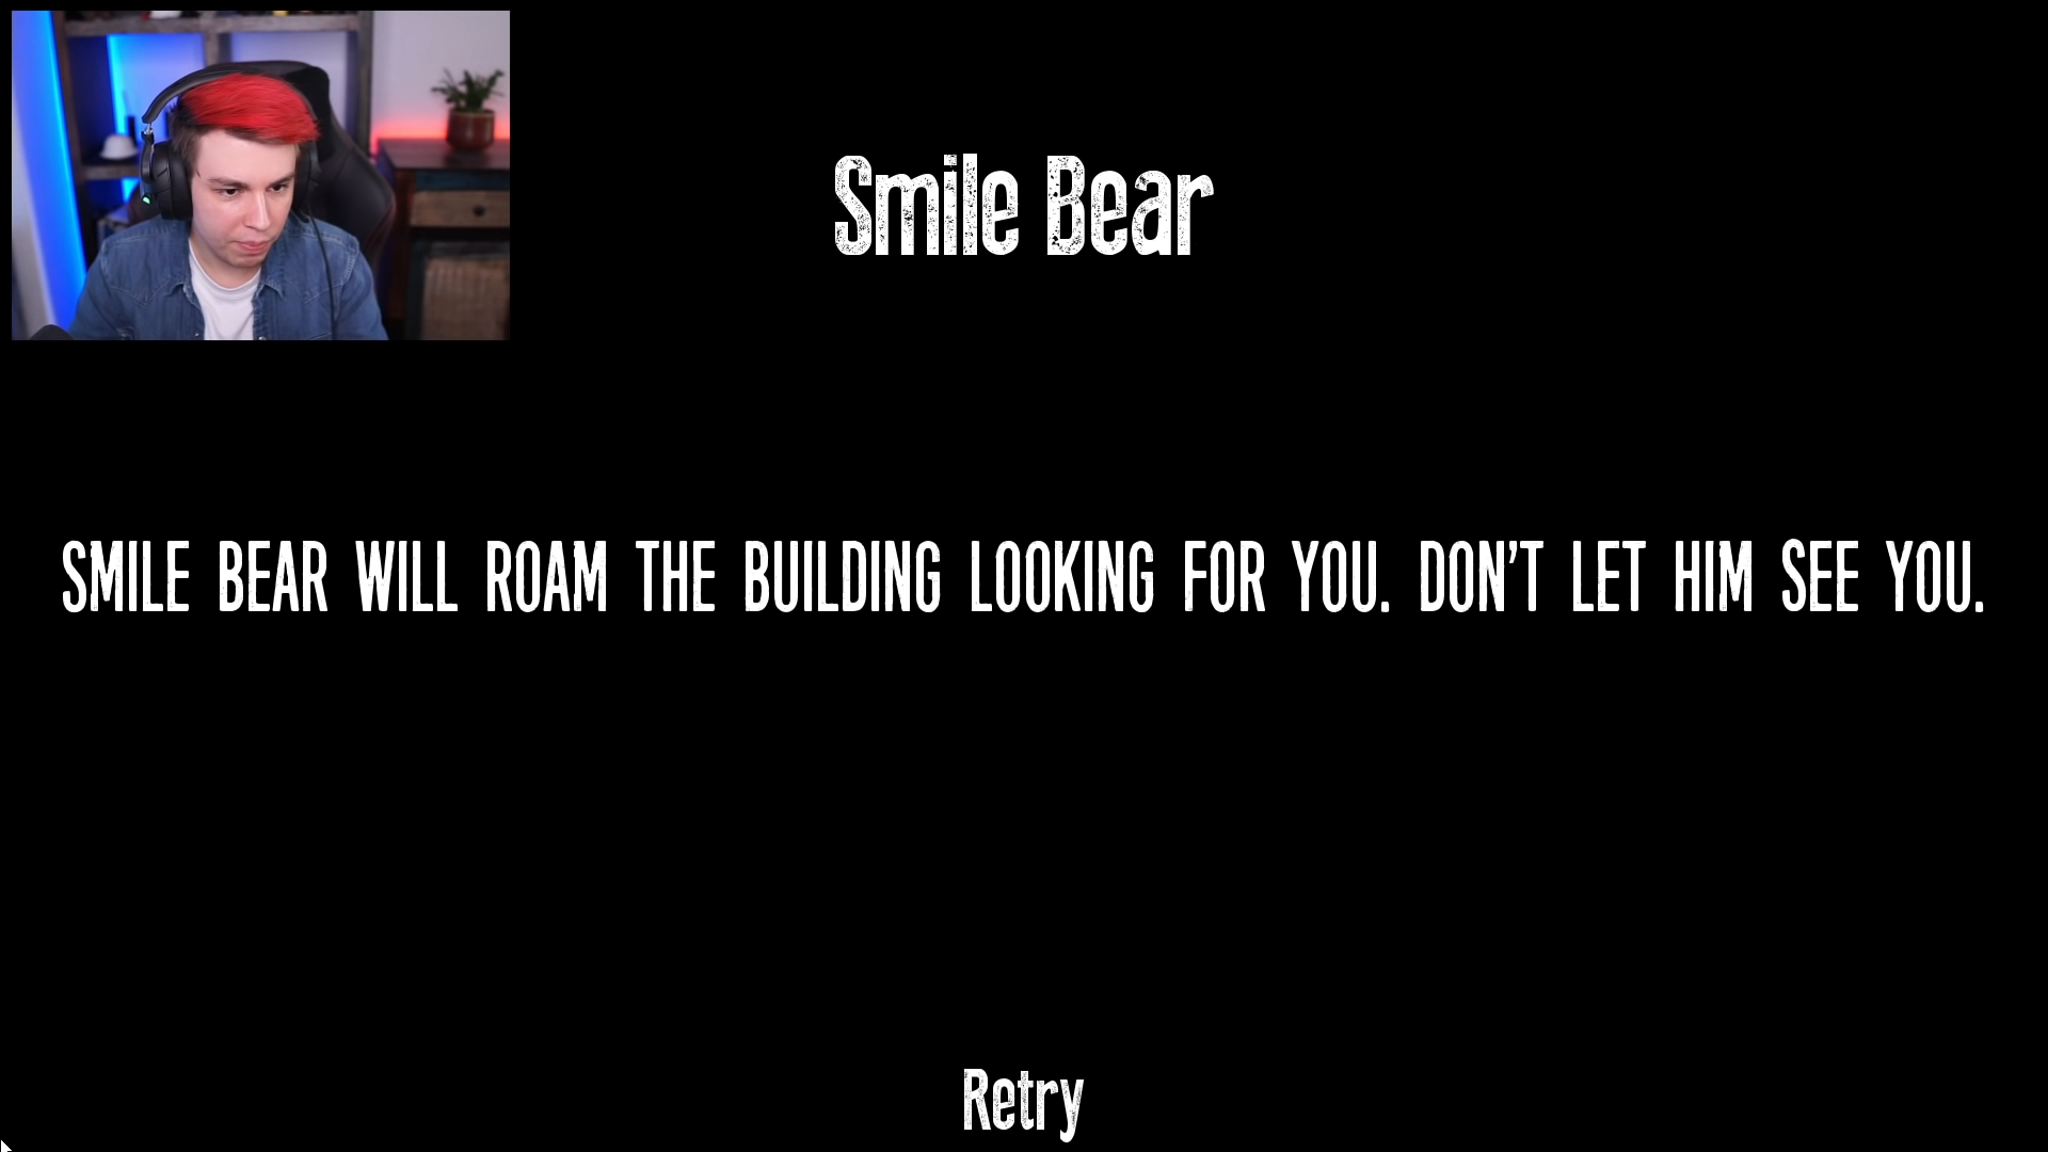 Smile Bear
SMILE BEAR WILL ROAM THE BUILDING LOOKING FOR YOU. DON'T LET HIM SEE YOU.
Retry